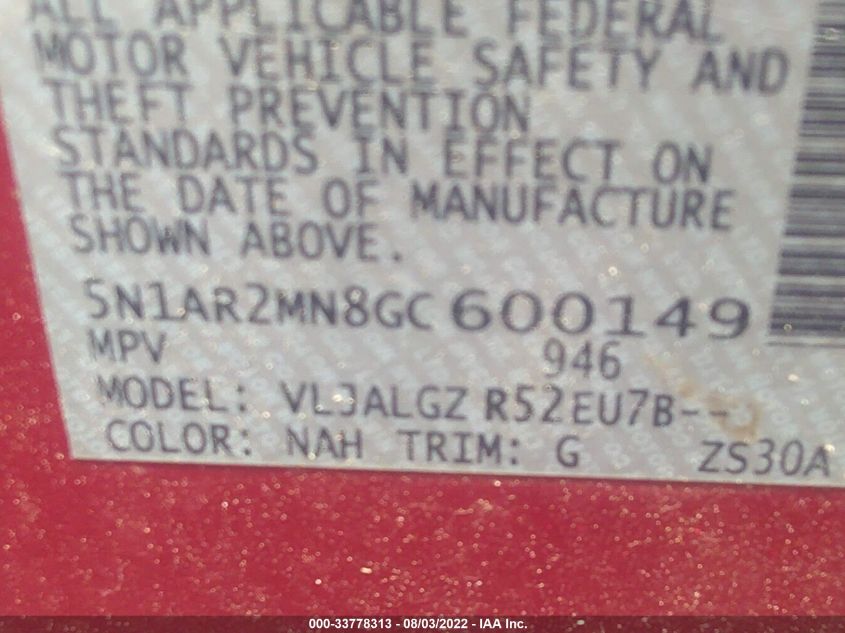 ALL APPLICABLE FEDERAL
MOTOR VEHICLE SAFETY AND
THEFT PREVENTION
STANDARDS IN EFFECT ON
THE DATE OF MANUFACTURE
SHOWN ABOVE.
5N1AR2MN8GC600149
MPV 946
MODEL: VLJALGZ R52EU7B--J
COLOR: NAH TRIM: G ZS30A
000-33778313 - 08/03/2022 - IAA Inc.